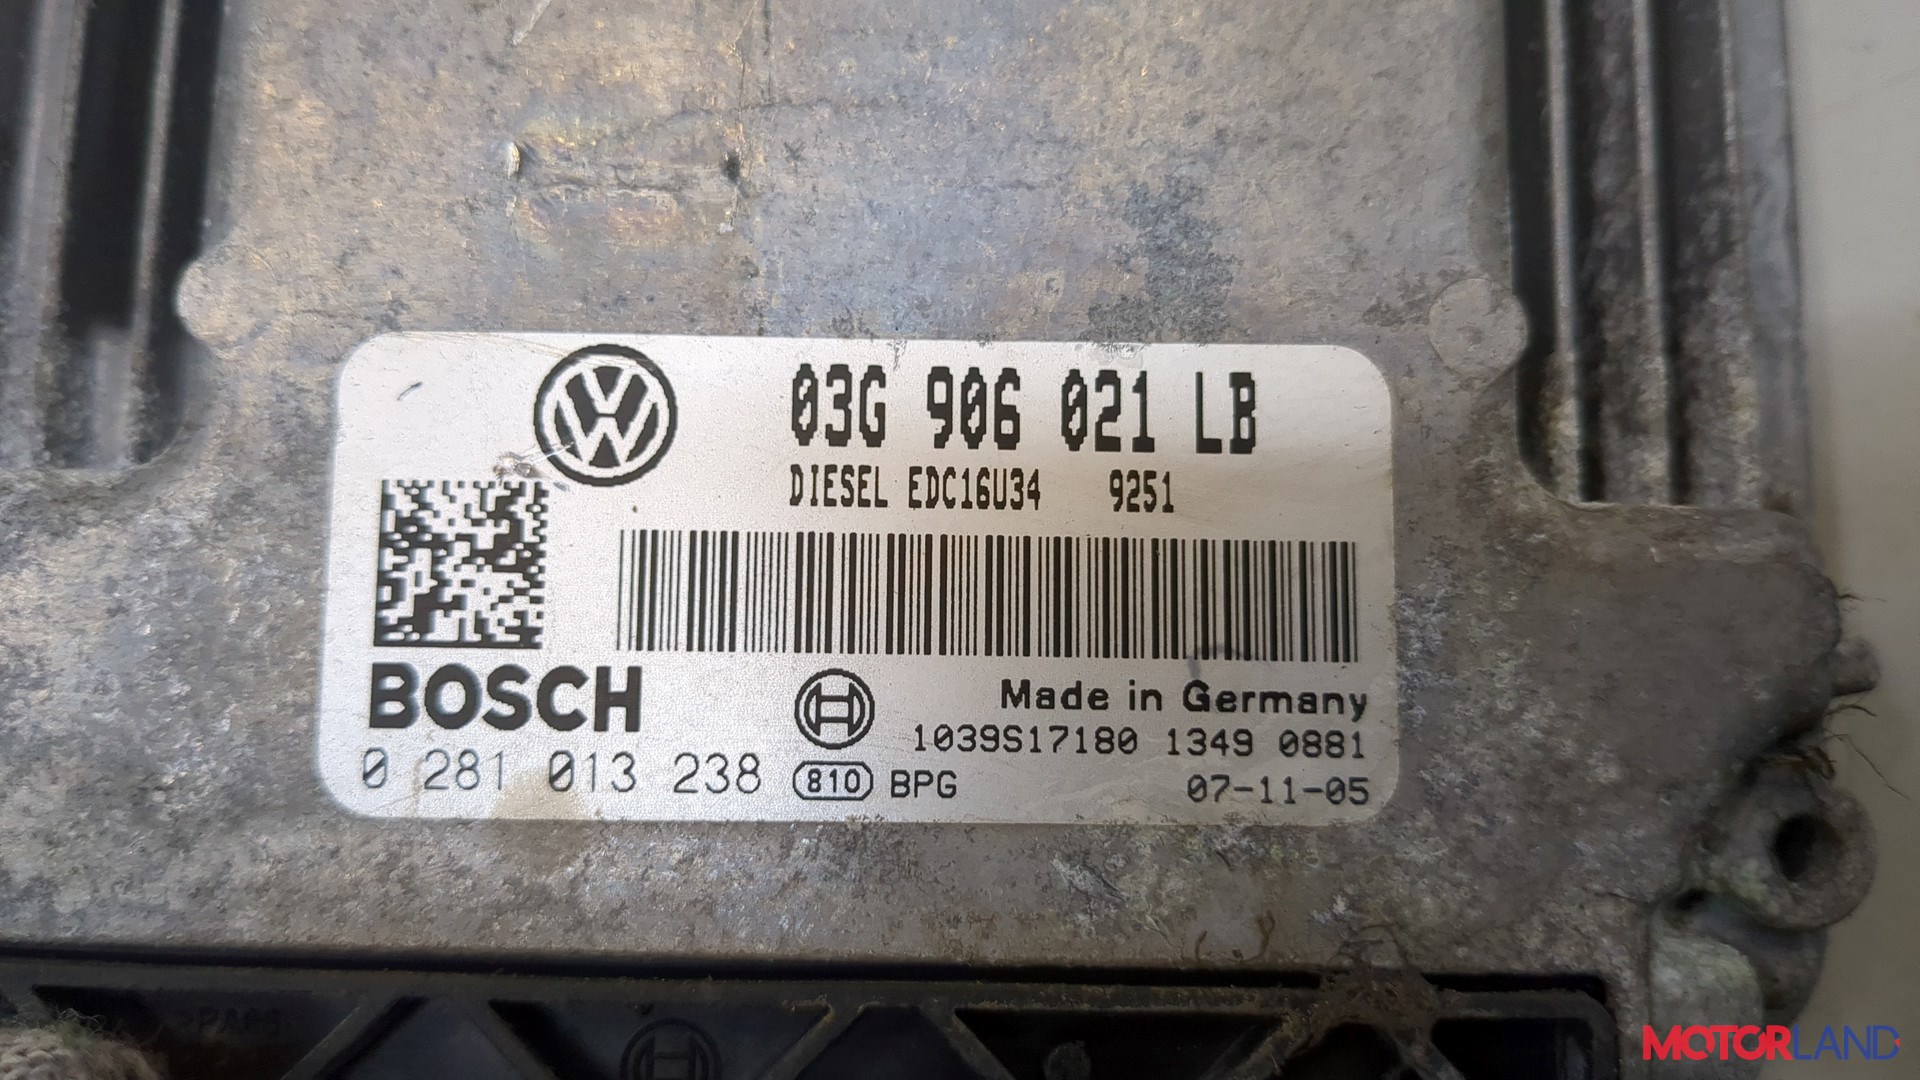 03G 906 021 LB
DIESEL EDC16U34 9251
BOSCH
Made in Germany
1039S17180 1349 0881
0 281 013 238
810 BPG
07-11-05
MOTORLAND